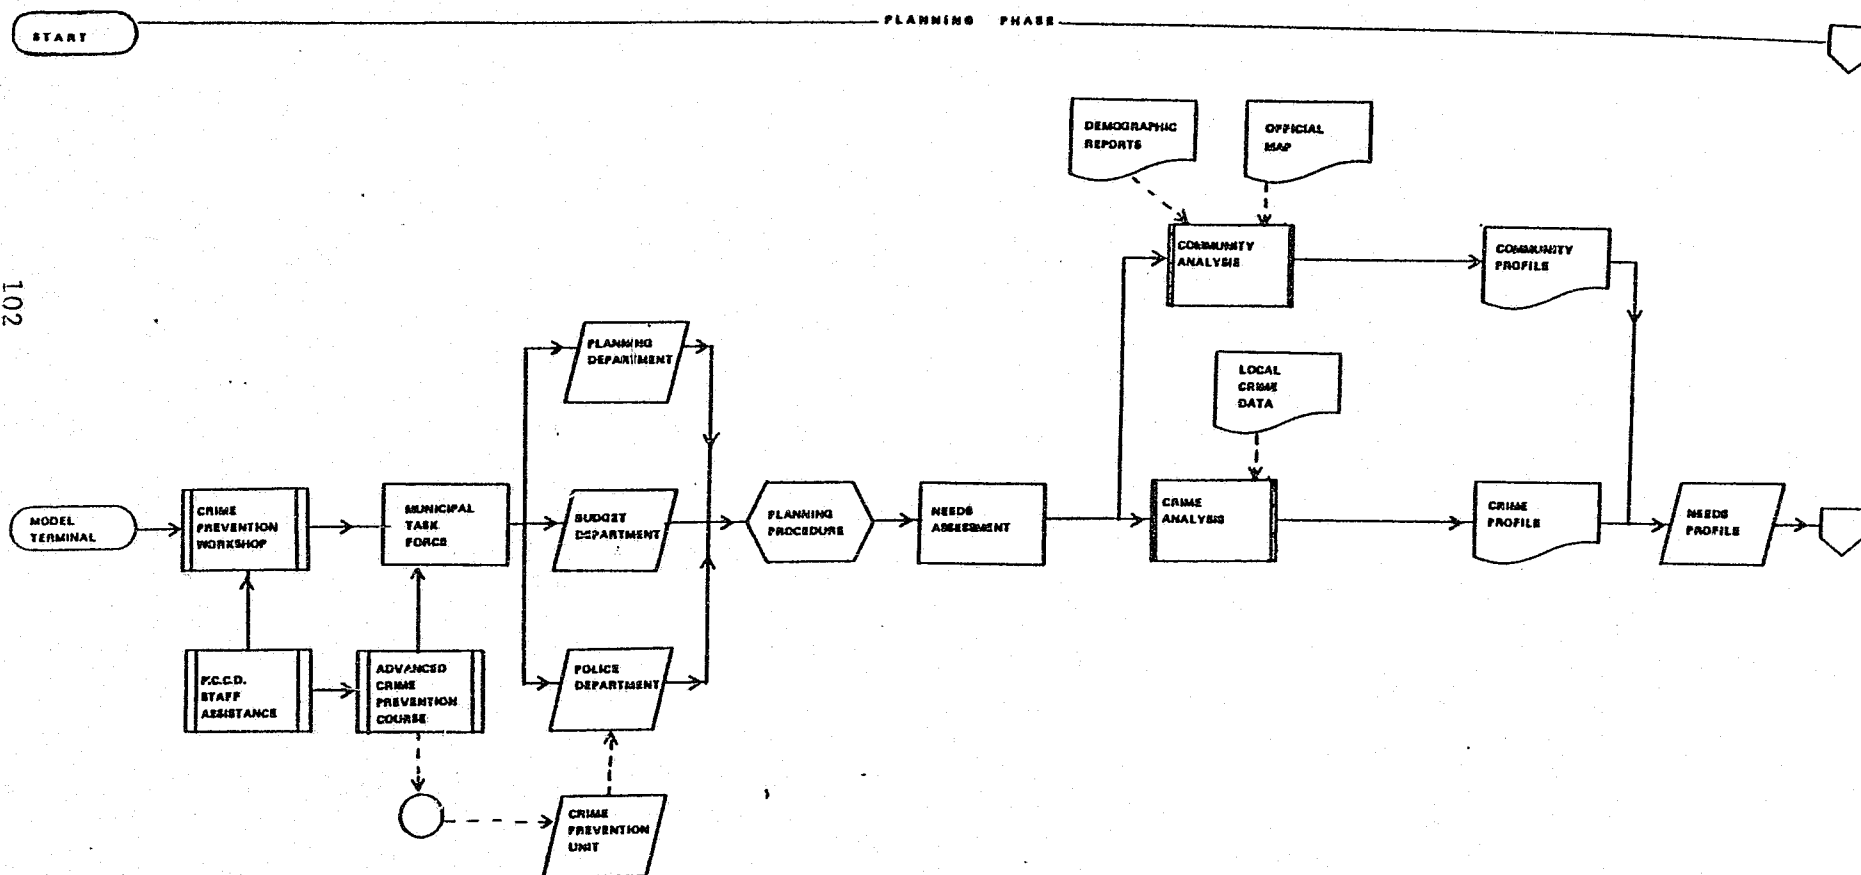 START
PLANNING PHASE
DEMOGRAPHIC
REPORTS
OFFICIAL
MAP
COMMUNITY
ANALYSIS
COMMUNITY
PROFILE
102
PLANNING
DEPARTMENT
LOCAL
CRIME
DATA
MODEL
TERMINAL
CRIME
PREVENTION
WORKSHOP
MUNICIPAL
TASK
FORCE
BUDGET
DEPARTMENT
PLANNING
PROCEDURE
NEEDS
ASSESSMENT
CRIME
ANALYSIS
CRIME
PROFILE
NEEDS
PROFILE
P.C.C.D.
STAFF
ASSISTANCE
ADVANCED
CRIME
PREVENTION
COURSE
POLICE
DEPARTMENT
CRIME
PREVENTION
UNIT